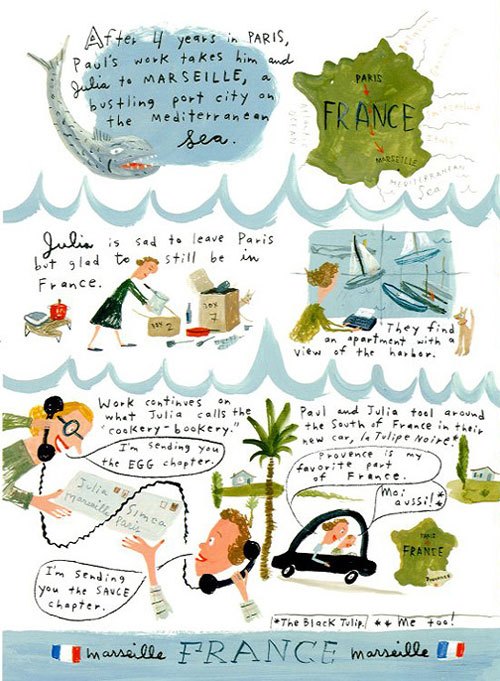 After 4 years in PARIS,
Paul's work takes him and
Julia to MARSEILLE, a
bustling port city on
the Mediterranean
Sea.
PARIS
FRANCE
MARSEILLE
ATLANTIC
OCEAN
MEDITERRANEAN
Sea
Julia is sad to leave Paris
but glad to still be in
France.
BOX 2
BOX
7
They find
an apartment with a
view of the harbor.
Work continues on
what Julia calls the
"cookery-bookery."
I'm sending you
the EGG chapter.
Julia
Marseille
Simca
Paris
I'm sending
you the SAUCE
chapter.
Paul and Julia tool around
the South of France in their
new car, la Tulipe Noire!*
Provence is my
favorite part
of France.
Moi
aussi!**
PARIS
FRANCE
PROVENCE
*The Black Tulip. ** Me too!
marseille FRANCE marseille